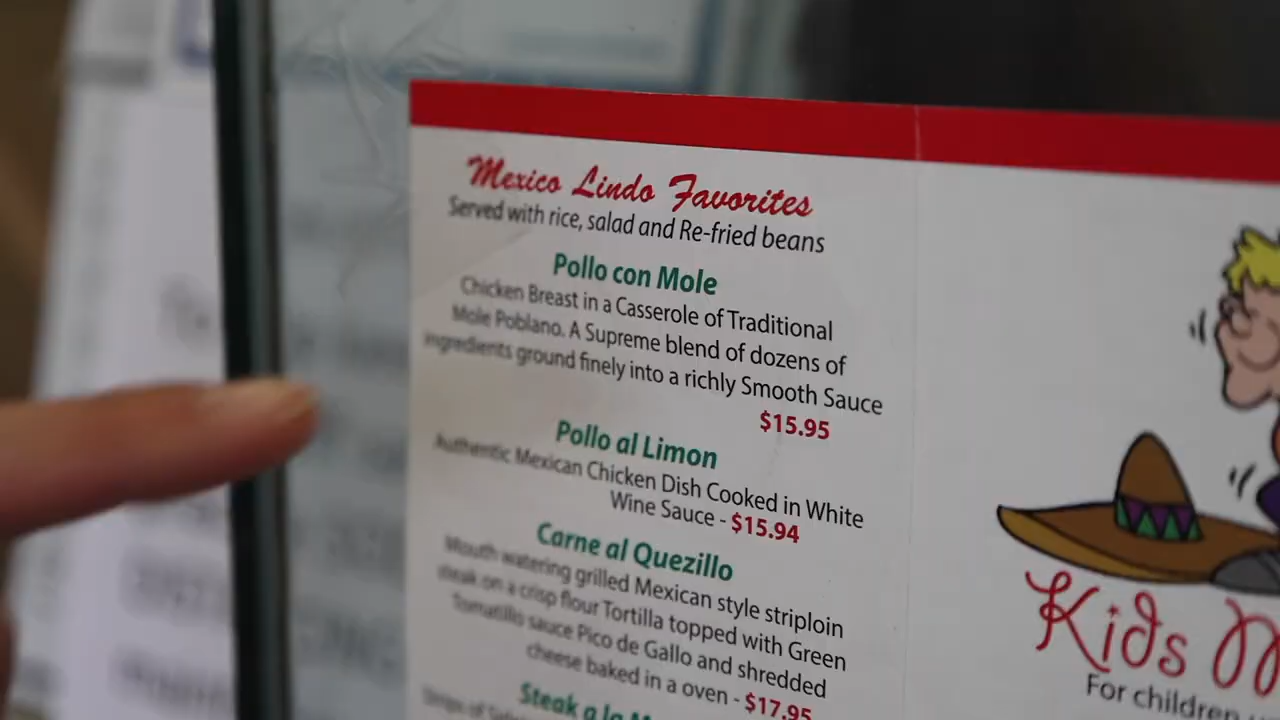 Mexico Lindo Favorites
Served with rice, salad and Re-fried beans
Pollo con Mole
Chicken Breast in a Casserole of Traditional
Mole Poblano. A Supreme blend of dozens of
ingredients ground finely into a richly Smooth Sauce
$15.95
Pollo al Limon
Authentic Mexican Chicken Dish Cooked in White
Wine Sauce - $15.94
Carne al Quezillo
Mouth watering grilled Mexican style striploin
steak on a crisp flour Tortilla topped with Green
Tomatillo sauce Pico de Gallo and shredded
cheese baked in a oven - $17.95
Steak a la
Strips of
Kids
For children